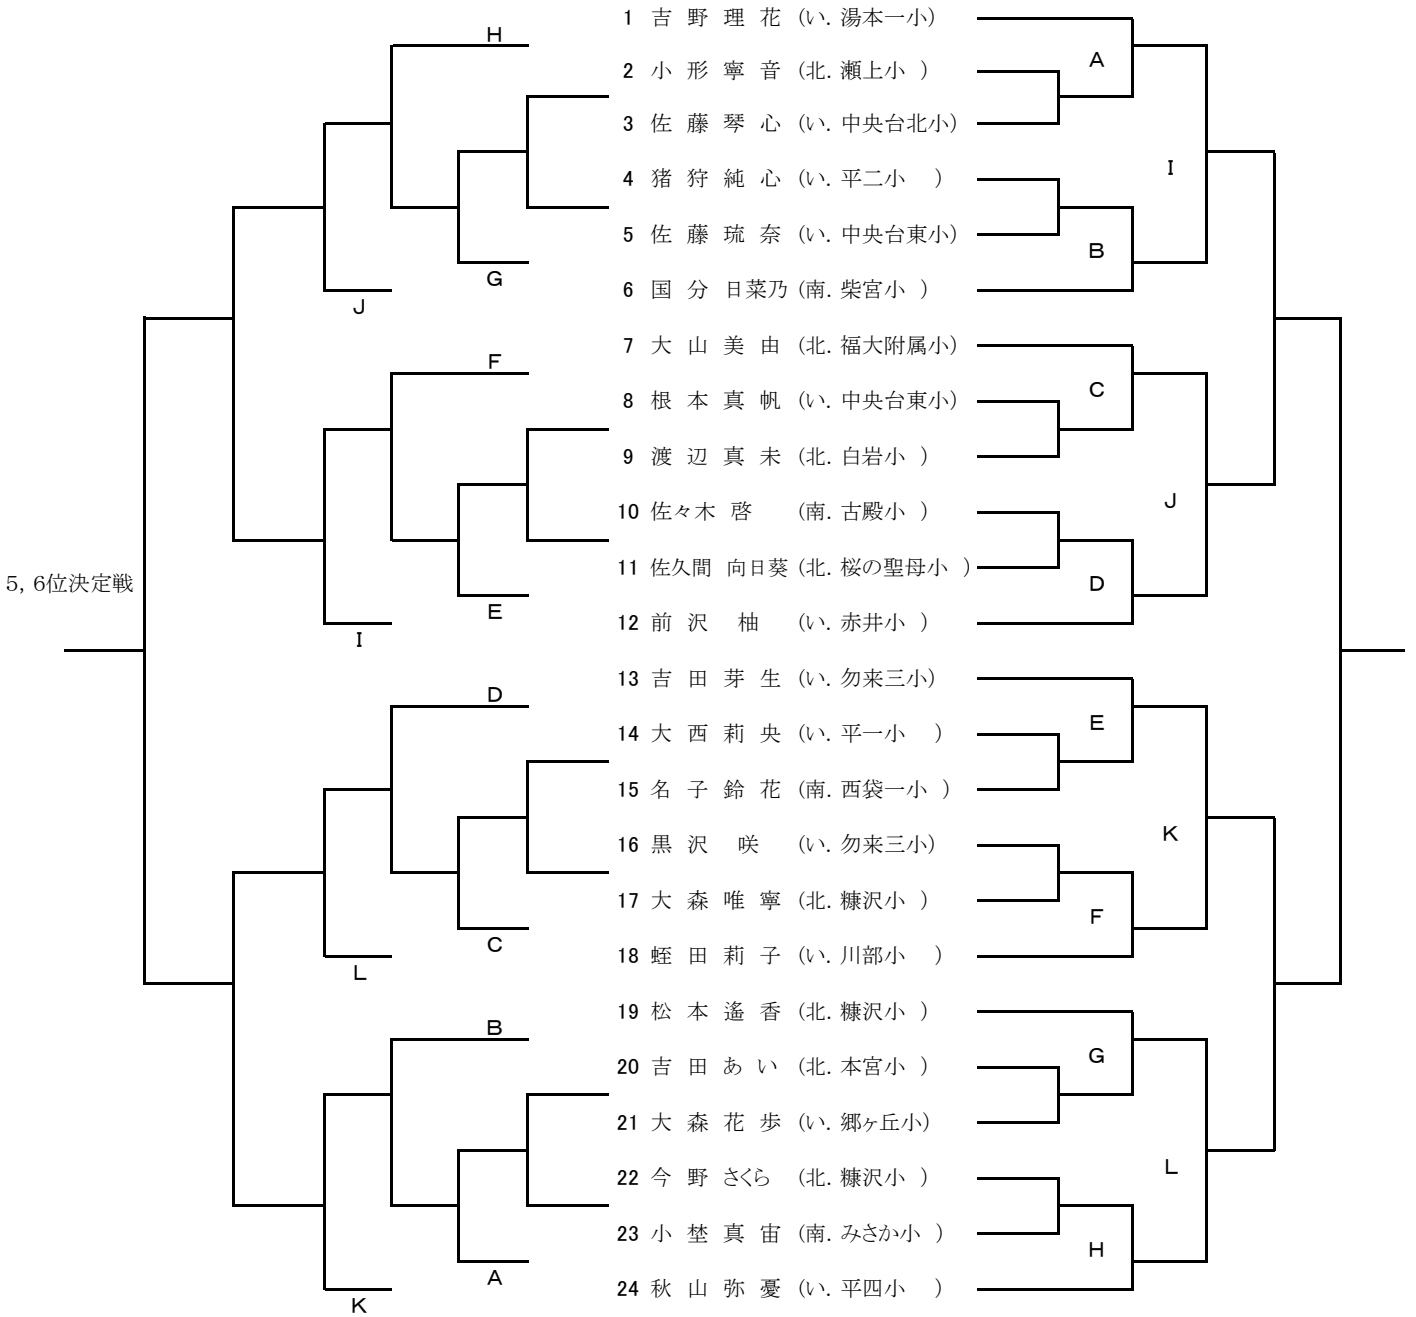 1 吉 野 理 花 (い. 湯本一小)
H
A
2 小 形 寧 音 (北. 瀬上小 )
3 佐 藤 琴 心 (い. 中央台北小)
4 猪 狩 純 心 (い. 平二小 )
I
5 佐 藤 琉 奈 (い. 中央台東小)
B
G
6 国 分 日菜乃 (南. 柴宮小 )
J
7 大 山 美 由 (北. 福大附属小)
F
C
8 根 本 真 帆 (い. 中央台東小)
9 渡 辺 真 未 (北. 白岩小 )
J
10 佐々木 啓 (南. 古殿小 )
11 佐久間 向日葵 (北. 桜の聖母小 )
5, 6位決定戦
D
E
12 前 沢 柚 (い. 赤井小 )
I
13 吉 田 芽 生 (い. 勿来三小)
D
E
14 大 西 莉 央 (い. 平一小 )
15 名 子 鈴 花 (南. 西袋一小 )
K
16 黒 沢 咲 (い. 勿来三小)
17 大 森 唯 寧 (北. 糠沢小 )
F
C
18 蛭 田 莉 子 (い. 川部小 )
L
19 松 本 遙 香 (北. 糠沢小 )
B
G
20 吉 田 あ い (北. 本宮小 )
21 大 森 花 歩 (い. 郷ヶ丘小)
L
22 今 野 さくら (北. 糠沢小 )
23 小 埜 真 宙 (南. みさか小 )
H
A
24 秋 山 弥 憂 (い. 平四小 )
K